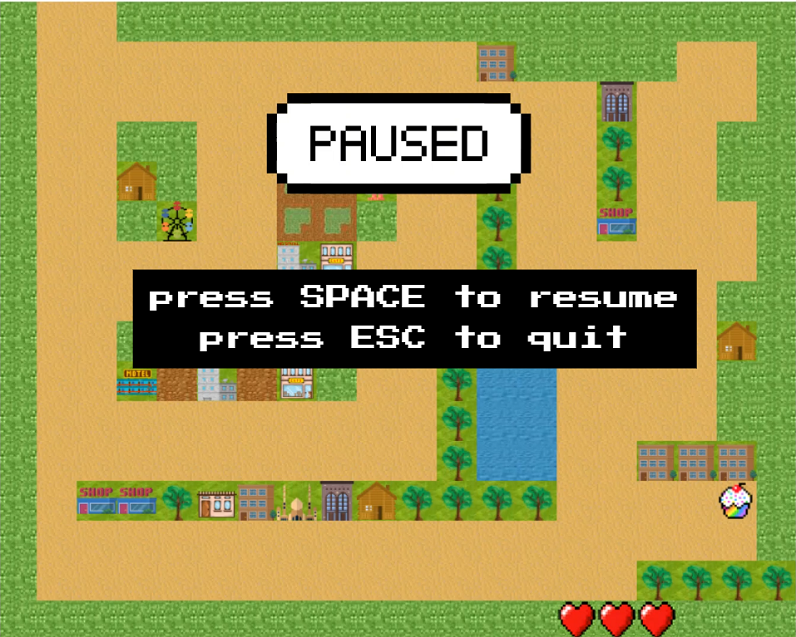 PAUSED
SHOP
press SPACE to resume
press ESC to quit
MOTEL
SHOP SHOP